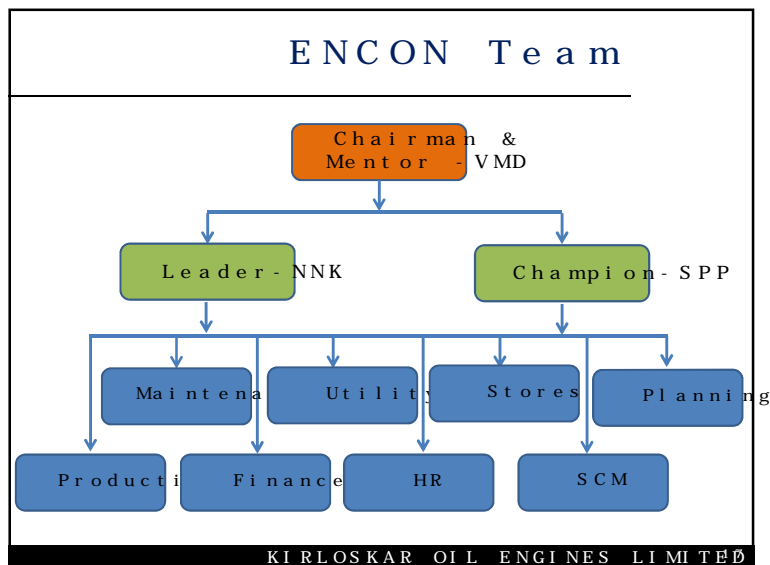 ENCON Team
Chairman &
Mentor - VMD
Leader-NNK
Champion-SPP
Maintena
Utility
Stores
Planning
Producti
Finance
HR
SCM
KIRLOSKAR OIL ENGINES LIMITED
17